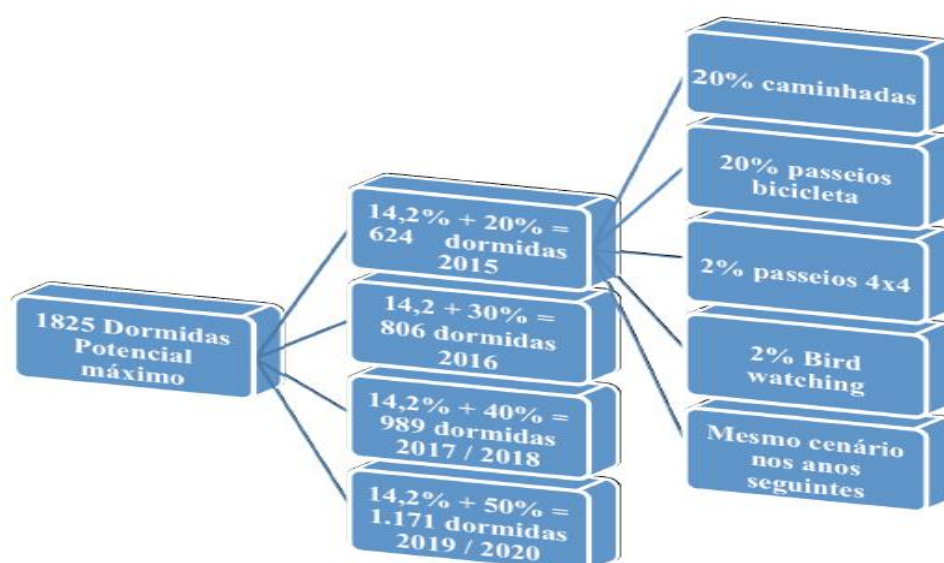 1825 Dormidas
Potencial
máximo
14,2% + 20% =
624 dormidas
2015
14,2 + 30% =
806 dormidas
2016
14,2% + 40% =
989 dormidas
2017 / 2018
14,2% + 50% =
1.171 dormidas
2019 / 2020
20% caminhadas
20% passeios
bicicleta
2% passeios 4x4
2% Bird
watching
Mesmo cenário
nos anos
seguintes